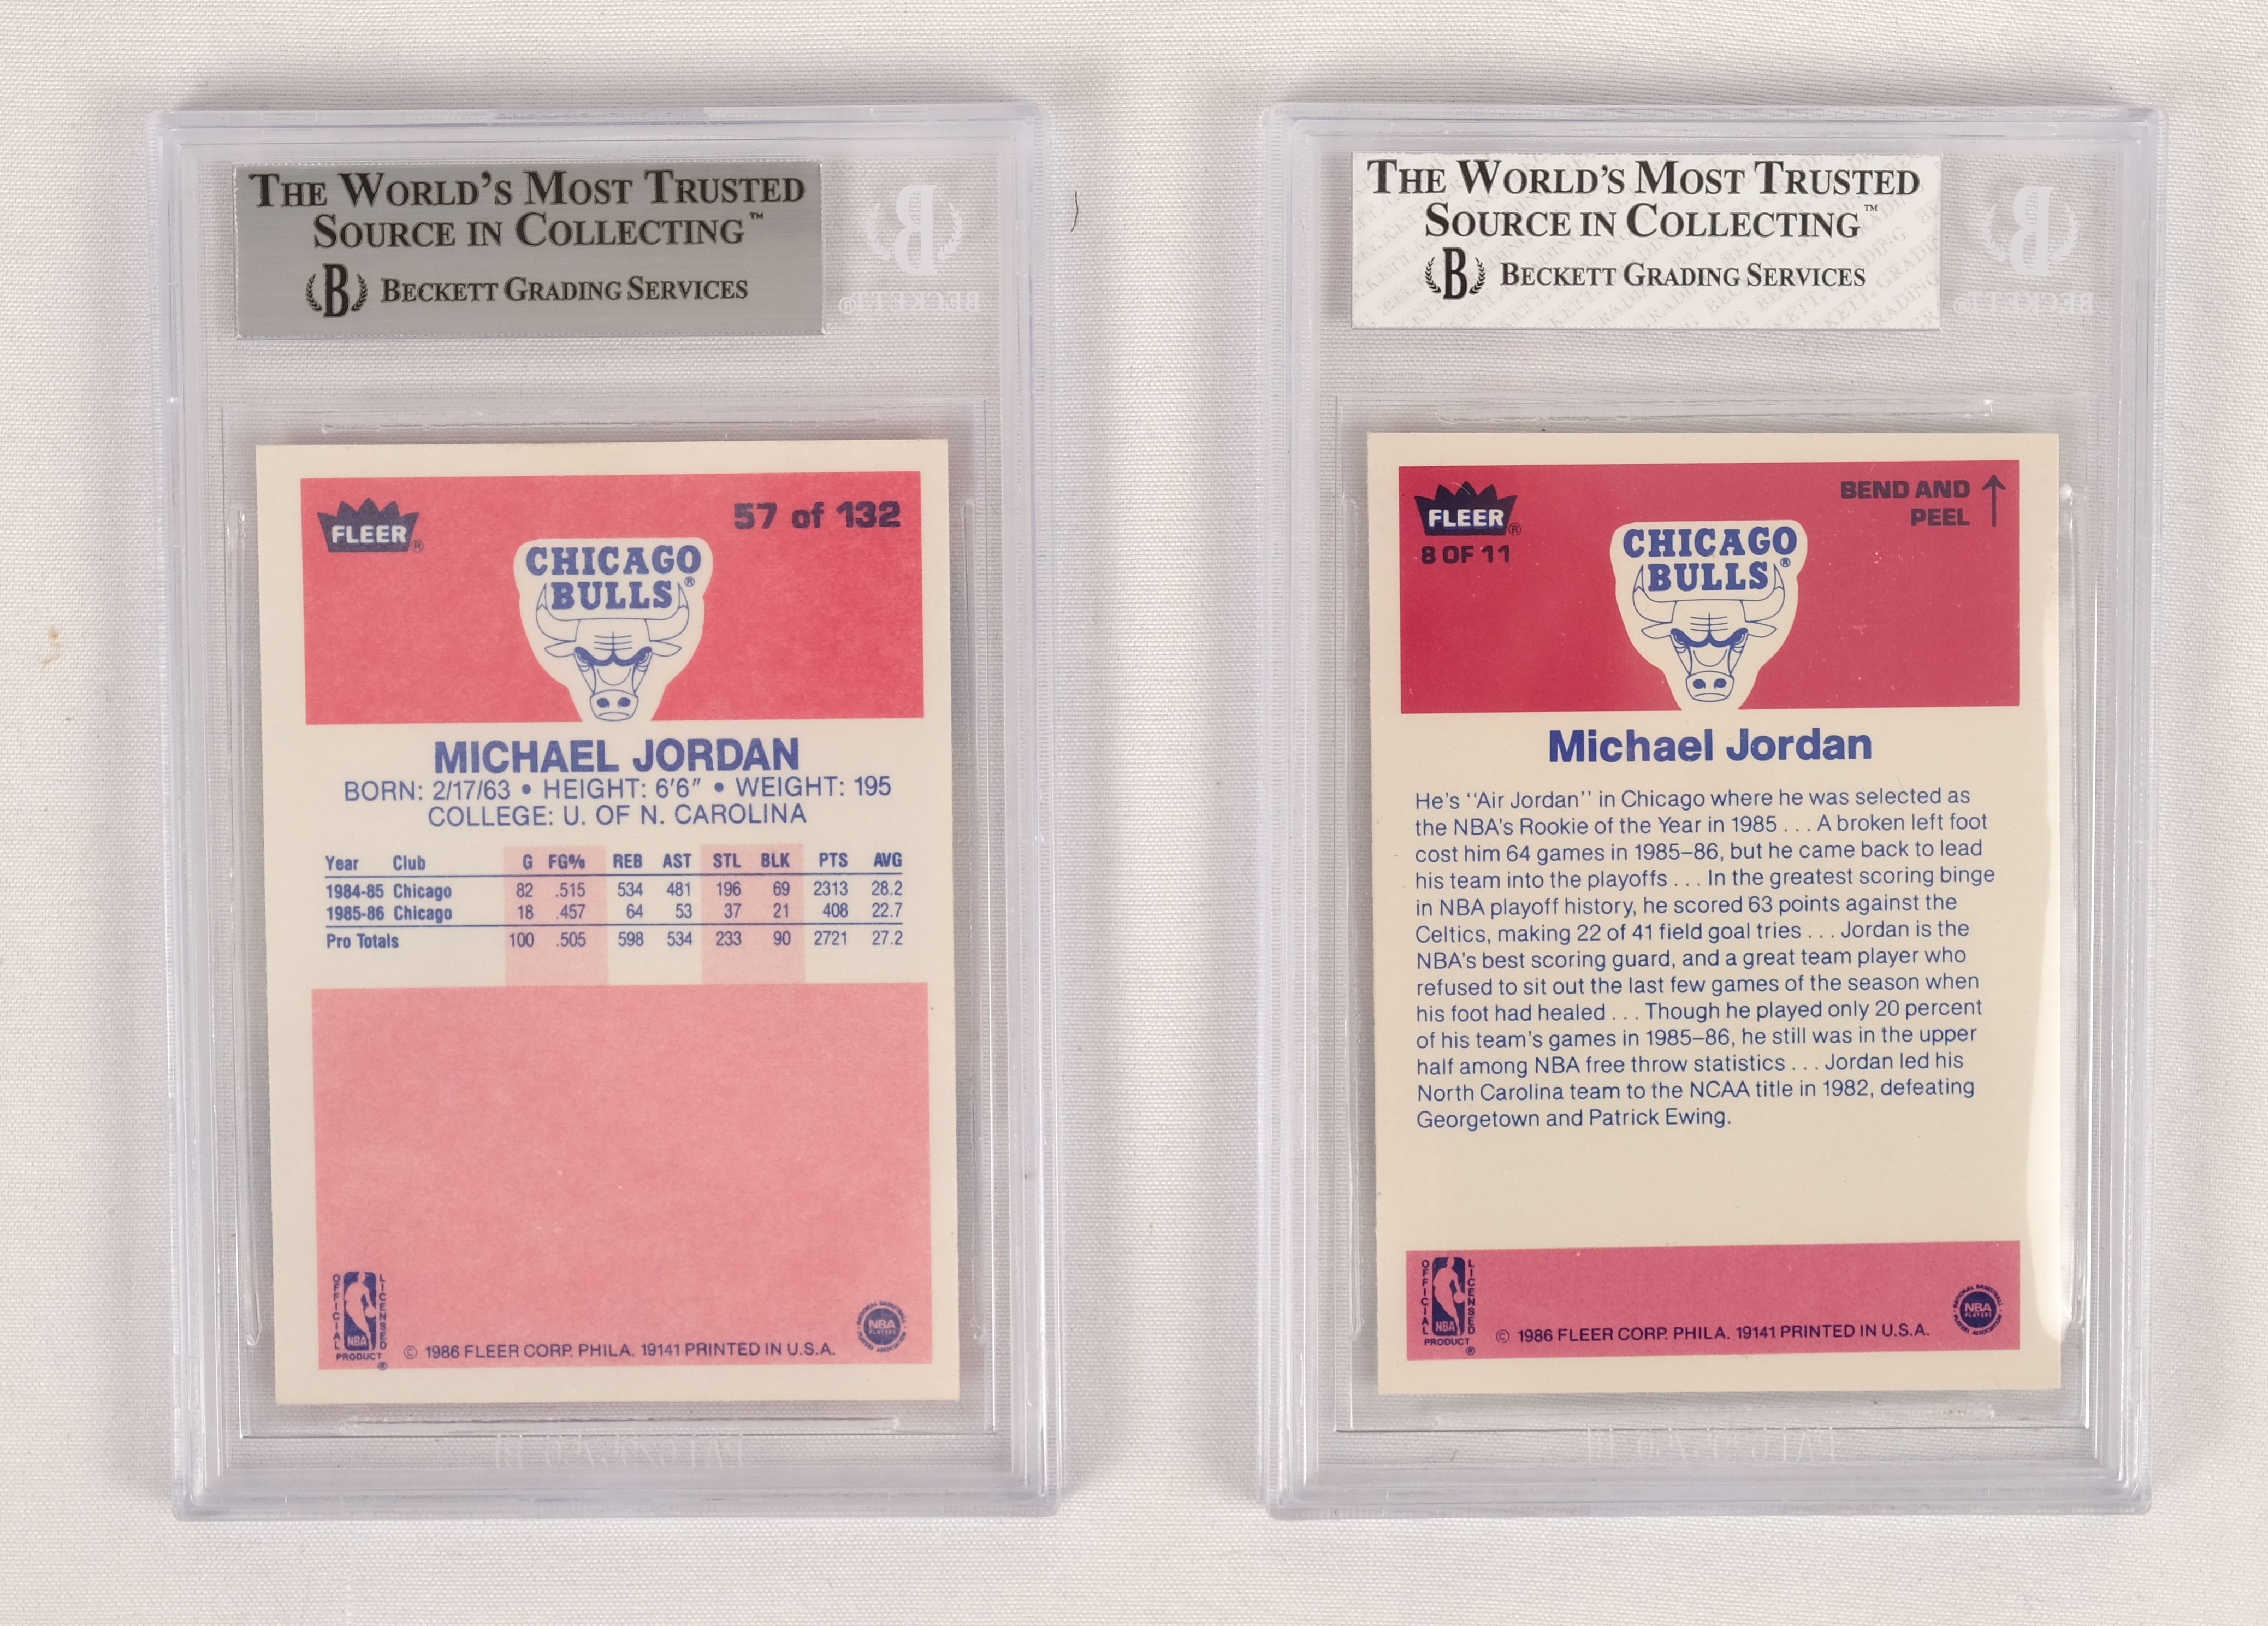 THE WORLD'S MOST TRUSTED
SOURCE IN COLLECTING™
B BECKETT GRADING SERVICES
BECKETT®
FLEER®
57 of 132
CHICAGO
BULLS®
MICHAEL JORDAN
BORN: 2/17/63 • HEIGHT: 6'6" • WEIGHT: 195
COLLEGE: U. OF N. CAROLINA
Year Club G FG% REB AST STL BLK PTS AVG
1984-85 Chicago 82 .515 534 481 196 69 2313 28.2
1985-86 Chicago 18 .457 64 53 37 21 408 22.7
Pro Totals 100 .505 598 534 233 90 2721 27.2
OFFICIAL
LICENSED
NBA
PRODUCT®
© 1986 FLEER CORP. PHILA. 19141 PRINTED IN U.S.A.
NBA
PLAYERS
THE WORLD'S MOST TRUSTED
SOURCE IN COLLECTING™
B BECKETT GRADING SERVICES
BECKETT®
FLEER®
8 OF 11
BEND AND
PEEL
CHICAGO
BULLS®
Michael Jordan
He's ''Air Jordan'' in Chicago where he was selected as
the NBA's Rookie of the Year in 1985 . . . A broken left foot
cost him 64 games in 1985–86, but he came back to lead
his team into the playoffs . . . In the greatest scoring binge
in NBA playoff history, he scored 63 points against the
Celtics, making 22 of 41 field goal tries . . . Jordan is the
NBA's best scoring guard, and a great team player who
refused to sit out the last few games of the season when
his foot had healed . . . Though he played only 20 percent
of his team's games in 1985–86, he still was in the upper
half among NBA free throw statistics . . . Jordan led his
North Carolina team to the NCAA title in 1982, defeating
Georgetown and Patrick Ewing.
OFFICIAL
LICENSED
NBA
PRODUCT®
© 1986 FLEER CORP. PHILA. 19141 PRINTED IN U.S.A.
NATIONAL BASKETBALL
NBA
PLAYERS
PLAYERS ASSOCIATION